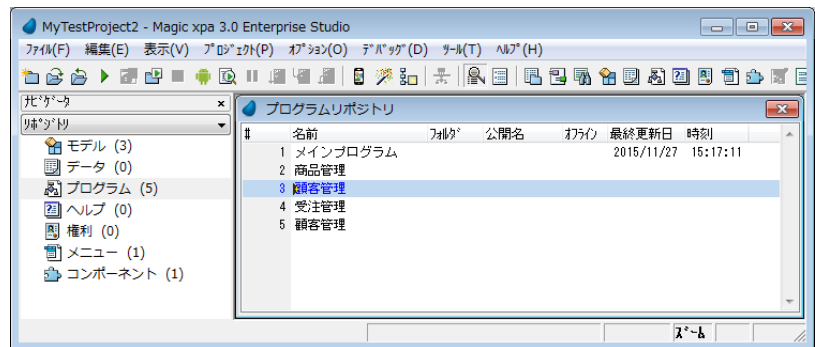 MyTestProject2 - Magic xpa 3.0 Enterprise Studio
ﾌｧｲﾙ(F) 編集(E) 表示(V) ﾌﾟﾛｼﾞｪｸﾄ(P) ｵﾌﾟｼｮﾝ(O) ﾃﾞﾊﾞｯｸﾞ(D) ﾂｰﾙ(T) ﾍﾙﾌﾟ(H)
ﾅﾋﾞｹﾞｰﾀ
ﾘﾎﾟｼﾞﾄﾘ
モデル (3)
データ (0)
プログラム (5)
ヘルプ (0)
権利 (0)
メニュー (1)
コンポーネント (1)
プログラムリポジトリ
# 名前 ﾌｫﾙﾀﾞ 公開名 ｵﾌﾗｲﾝ 最終更新日 時刻
1 メインプログラム 2015/11/27 15:17:11
2 商品管理
3 顧客管理
4 受注管理
5 顧客管理
ｽﾞｰﾑ